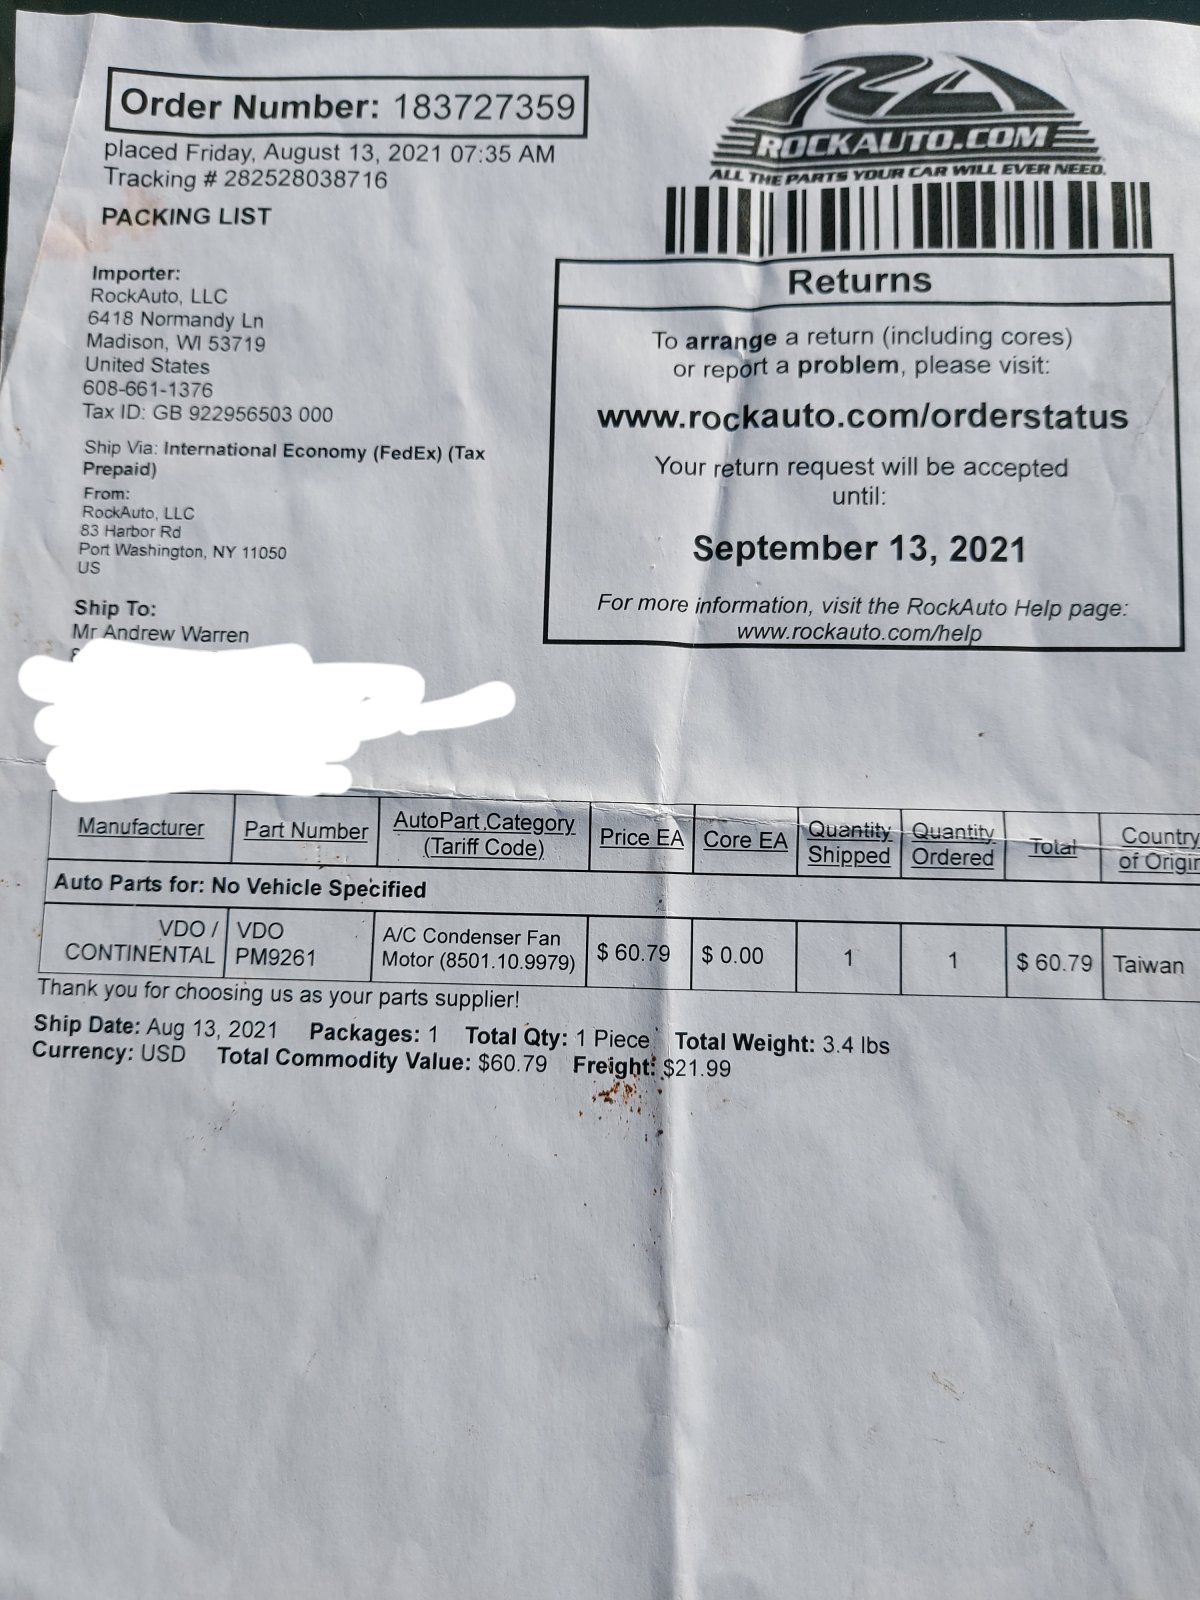 Order Number: 183727359
placed Friday, August 13, 2021 07:35 AM
Tracking # 282528038716
PACKING LIST
RA
ROCKAUTO.COM
ALL THE PARTS YOUR CAR WILL EVER NEED.
Importer:
RockAuto, LLC
6418 Normandy Ln
Madison, WI 53719
United States
608-661-1376
Tax ID: GB 922956503 000
Ship Via: International Economy (FedEx) (Tax
Prepaid)
From:
RockAuto, LLC
83 Harbor Rd
Port Washington, NY 11050
US
Ship To:
Mr Andrew Warren
Returns
To arrange a return (including cores)
or report a problem, please visit:
www.rockauto.com/orderstatus
Your return request will be accepted
until:
September 13, 2021
For more information, visit the RockAuto Help page:
www.rockauto.com/help
Manufacturer Part Number AutoPart Category (Tariff Code) Price EA Core EA Quantity Shipped Quantity Ordered Total Country of Origin
Auto Parts for: No Vehicle Specified
VDO / CONTINENTAL VDO PM9261 A/C Condenser Fan Motor (8501.10.9979) $ 60.79 $ 0.00 1 1 $ 60.79 Taiwan
Thank you for choosing us as your parts supplier!
Ship Date: Aug 13, 2021 Packages: 1 Total Qty: 1 Piece Total Weight: 3.4 lbs
Currency: USD Total Commodity Value: $60.79 Freight: $21.99